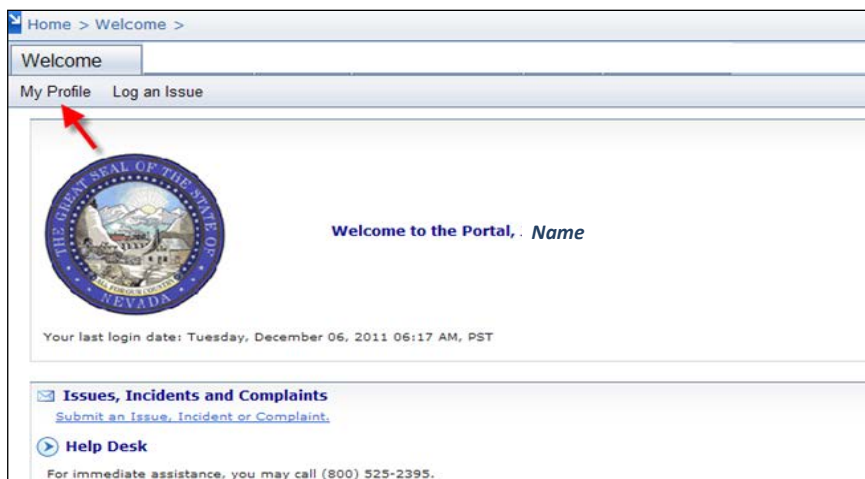 Home > Welcome >
Welcome
My Profile Log an Issue
THE GREAT SEAL OF THE STATE OF
NEVADA
ALL FOR OUR COUNTRY
Welcome to the Portal, . Name
Your last login date: Tuesday, December 06, 2011 06:17 AM, PST
Issues, Incidents and Complaints
Submit an Issue, Incident or Complaint.
Help Desk
For immediate assistance, you may call (800) 525-2395.